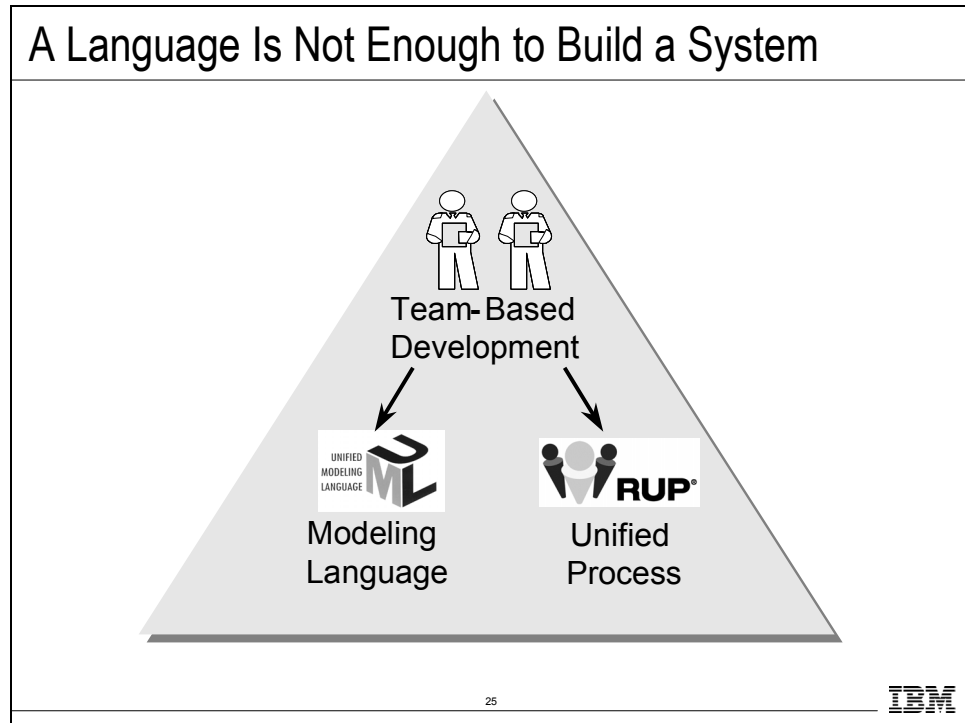 A Language Is Not Enough to Build a System
Team-Based
Development
UNIFIED
MODELING
LANGUAGE
UML
RUP®
Modeling
Language
Unified
Process
25
IBM